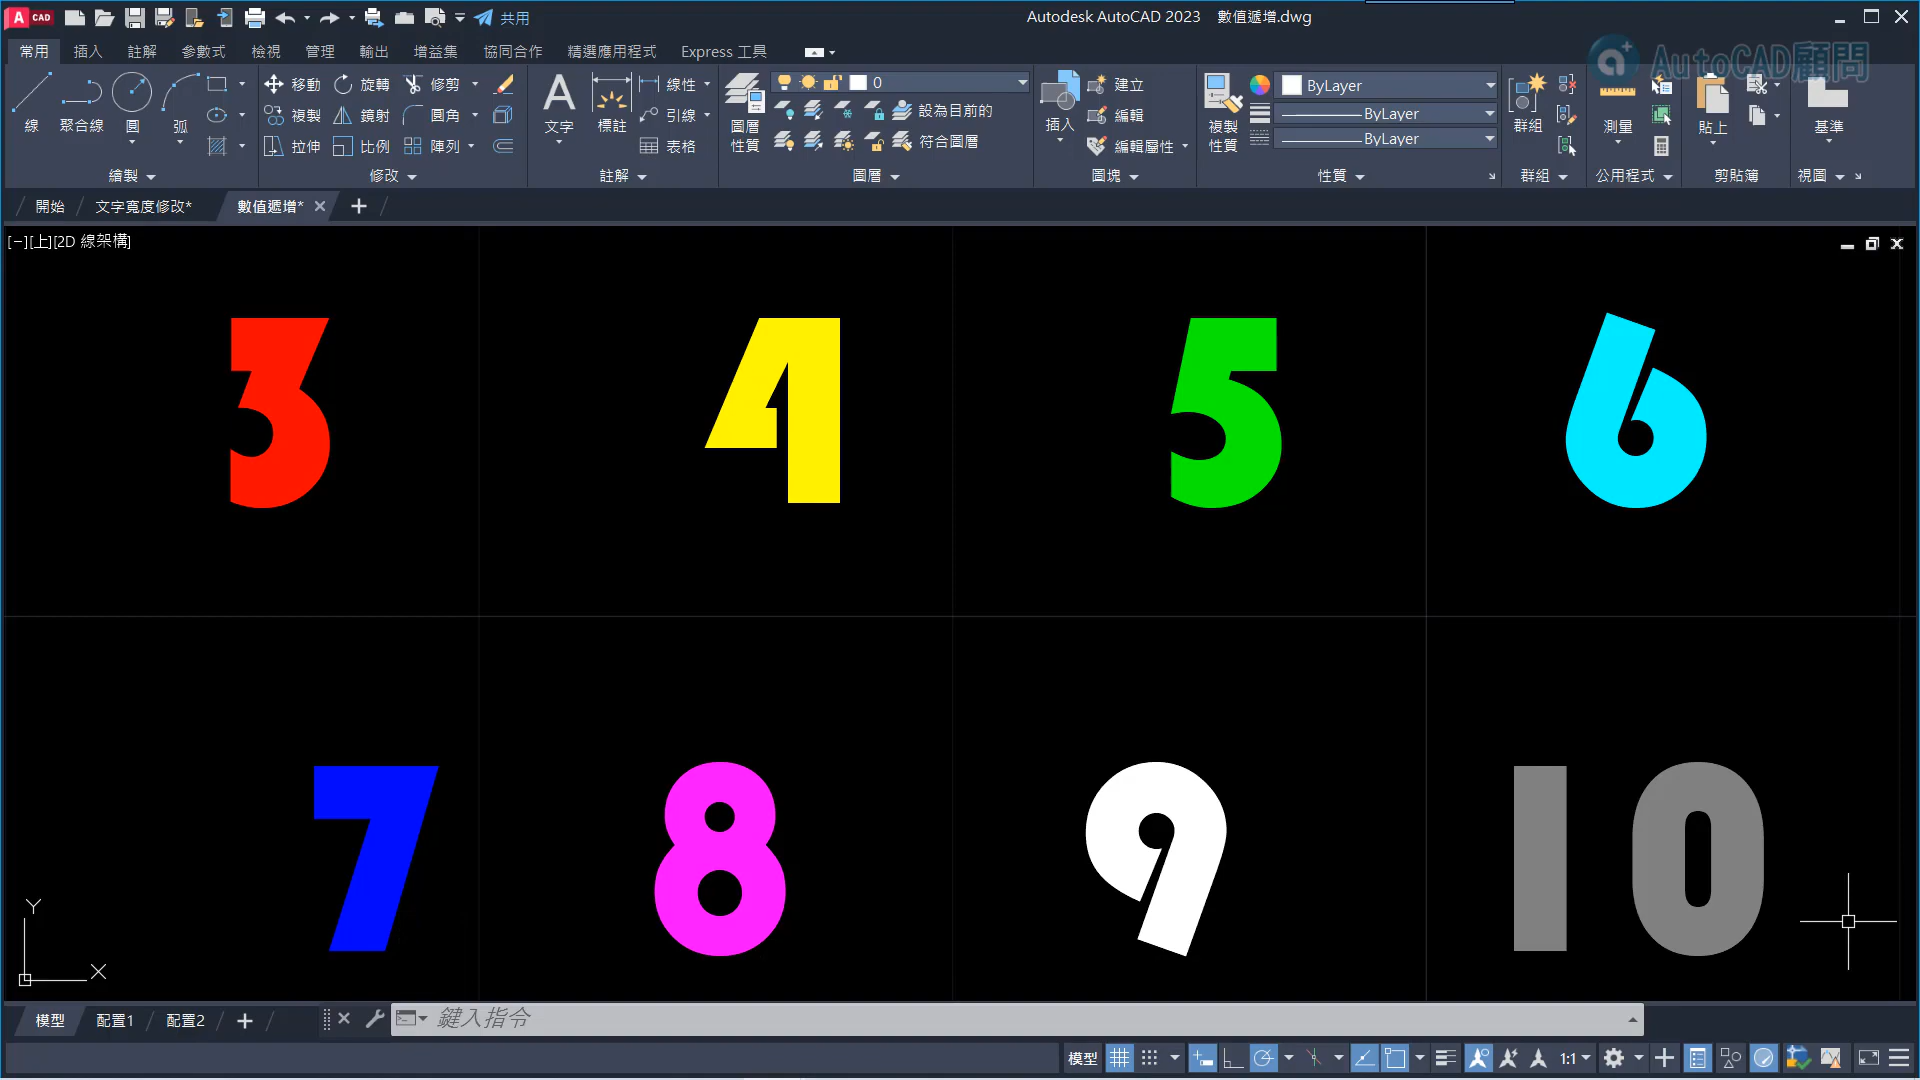 A CAD 共用 Autodesk AutoCAD 2023 數值遞增.dwg
常用 插入 註解 參數式 檢視 管理 輸出 增益集 協同合作 精選應用程式 Express 工具
AutoCAD顧問
線 聚合線 圓 弧
移動 旋轉 修剪
複製 鏡射 圓角
拉伸 比例 陣列
A 文字 標註
線性
引線
表格
圖層
性質
0
設為目前的
符合圖層
插入
建立
編輯
編輯屬性
複製
性質
ByLayer
ByLayer
ByLayer
群組 測量 貼上 基準
繪製 修改 註解 圖層 圖塊 性質 群組 公用程式 剪貼簿 視圖
開始 文字寬度修改* 數值遞增*
[−][上][2D 線架構]
3 4 5 6
7 8 9 10
Y
X
模型 配置1 配置2 鍵入指令
模型 1:1